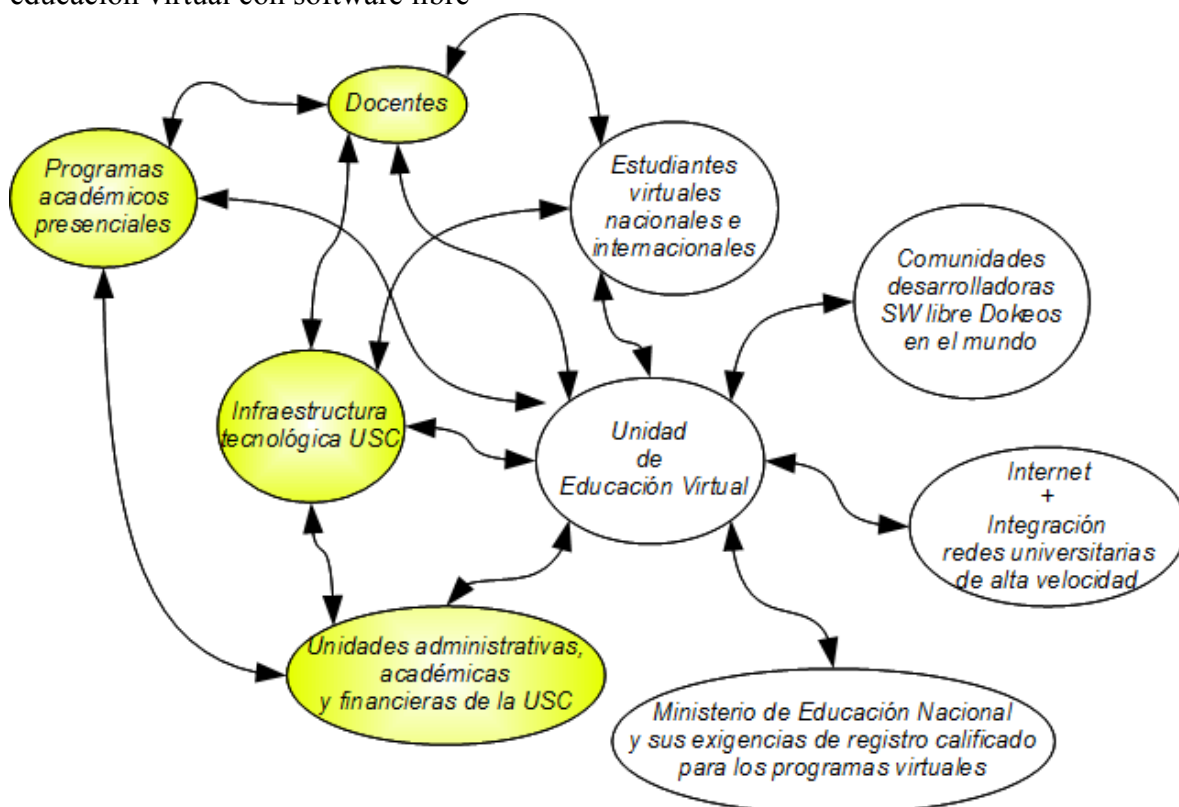 educación virtual con software libre
Docentes
Programas
académicos
presenciales
Estudiantes
virtuales
nacionales e
internacionales
Comunidades
desarrolladoras
SW libre Dokeos
en el mundo
Infraestructura
tecnológica USC
Unidad
de
Educación Virtual
Internet
+
Integración
redes universitarias
de alta velocidad
Unidades administrativas,
académicas
y financieras de la USC
Ministerio de Educación Nacional
y sus exigencias de registro calificado
para los programas virtuales